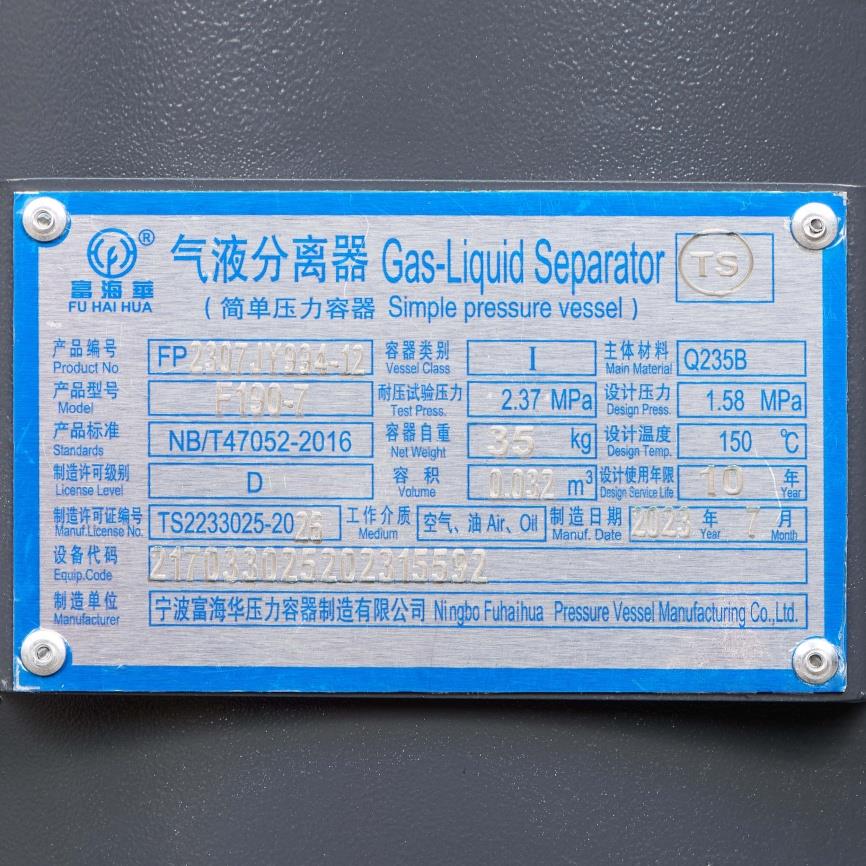 富海華 ®
FU HAI HUA
气液分离器 Gas-Liquid Separator
TS
(简单压力容器 Simple pressure vessel)
产品编号 Product No FP2307JY994-12 容器类别 Vessel Class I 主体材料 Main Material Q235B
产品型号 Model F190-7 耐压试验压力 Test Press. 2.37 MPa 设计压力 Design Press. 1.58 MPa
产品标准 Standards NB/T47052-2016 容器自重 Net Weight 35 kg 设计温度 Design Temp. 150 ℃
制造许可级别 License Level D 容积 Volume 0.032 m³ 设计使用年限 Design Service Life 10 年 Year
制造许可证编号 Manuf.License No. TS2233025-2026 工作介质 Medium 空气、油 Air、Oil 制造日期 Manuf. Date 2023 年 Year 7 月 Month
设备代码 Equip.Code 217033025202315592
制造单位 Manufacturer 宁波富海华压力容器制造有限公司 Ningbo Fuhaihua Pressure Vessel Manufacturing Co.,Ltd.